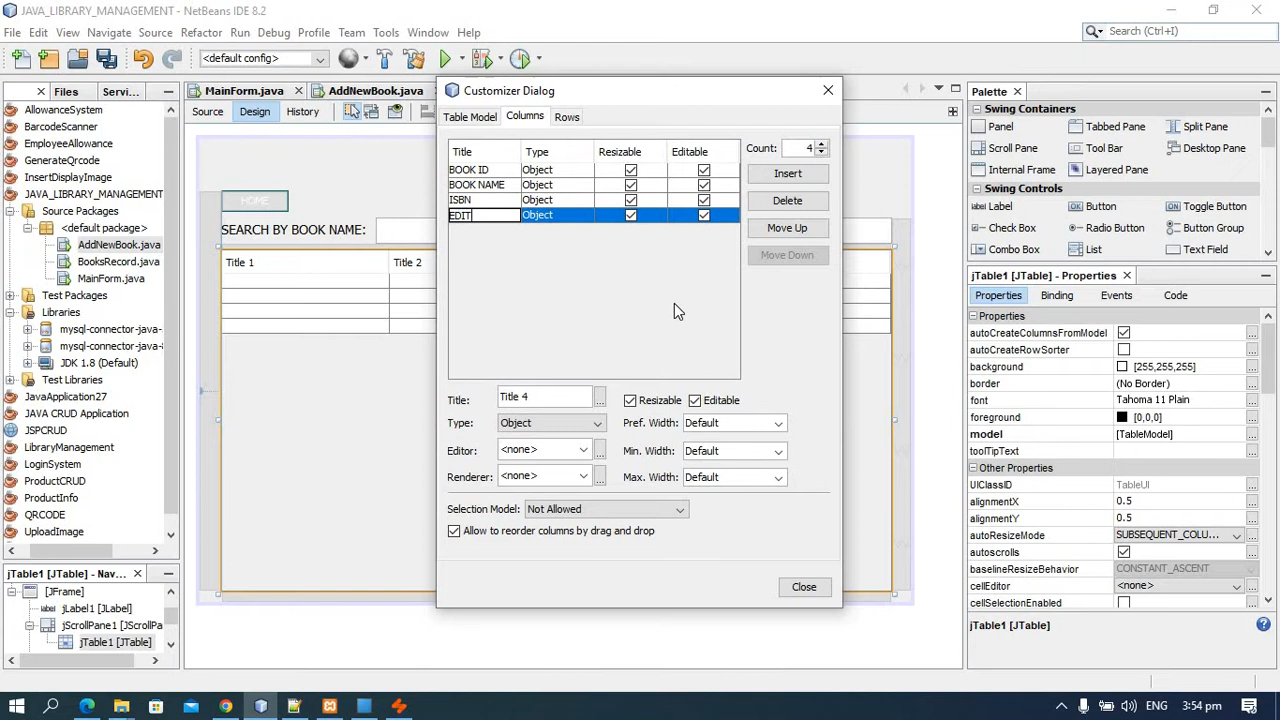 JAVA_LIBRARY_MANAGEMENT - NetBeans IDE 8.2
File Edit View Navigate Source Refactor Run Debug Profile Team Tools Window Help
Search (Ctrl+I)
<default config>
Files Servi...
MainForm.java AddNewBook.java
Source Design History
AllowanceSystem
BarcodeScanner
EmployeeAllowance
GenerateQrcode
InsertDisplayImage
JAVA_LIBRARY_MANAGEMENT
Source Packages
<default package>
AddNewBook.java
BooksRecord.java
MainForm.java
Test Packages
Libraries
mysql-connector-java-
mysql-connector-java-
JDK 1.8 (Default)
Test Libraries
JavaApplication27
JAVA CRUD Application
JSPCRUD
LibraryManagement
LoginSystem
ProductCRUD
ProductInfo
QRCODE
UploadImage
jTable1 [JTable] - Nav...
[JFrame]
jLabel1 [JLabel]
jScrollPane1 [JScrollPa
jTable1 [JTable]
HOME
SEARCH BY BOOK NAME:
Title 1 Title 2
Customizer Dialog
Table Model Columns Rows
Title Type Resizable Editable
BOOK ID Object
BOOK NAME Object
ISBN Object
EDIT Object
Count: 4
Insert
Delete
Move Up
Move Down
Title: Title 4 ... Resizable Editable
Type: Object Pref. Width: Default
Editor: <none> ... Min. Width: Default
Renderer: <none> ... Max. Width: Default
Selection Model: Not Allowed
Allow to reorder columns by drag and drop
Close
Palette
Swing Containers
Panel Tabbed Pane Split Pane
Scroll Pane Tool Bar Desktop Pane
Internal Frame Layered Pane
Swing Controls
Label Button Toggle Button
Check Box Radio Button Button Group
Combo Box List Text Field
jTable1 [JTable] - Properties
Properties Binding Events Code
Properties
autoCreateColumnsFromModel ...
autoCreateRowSorter ...
background [255,255,255] ...
border (No Border) ...
font Tahoma 11 Plain ...
foreground [0,0,0] ...
model [TableModel] ...
toolTipText ...
Other Properties
UIClassID TableUI ...
alignmentX 0.5 ...
alignmentY 0.5 ...
autoResizeMode SUBSEQUENT_COLU... ...
autoscrolls ...
baselineResizeBehavior CONSTANT_ASCENT ...
cellEditor <none> ...
cellSelectionEnabled ...
jTable1 [JTable]
ENG 3:54 pm